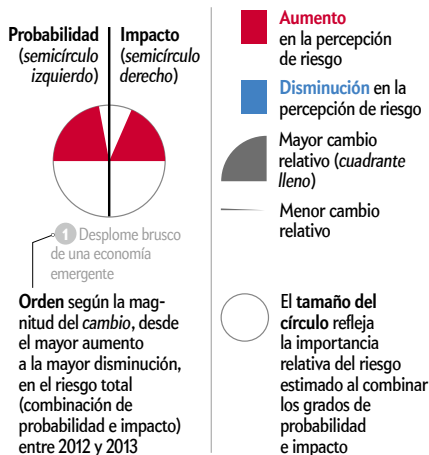 Probabilidad
(semicírculo
izquierdo)
Impacto
(semicírculo
derecho)
1 Desplome brusco
de una economía
emergente
Orden según la mag-
nitud del cambio, desde
el mayor aumento
a la mayor disminución,
en el riesgo total
(combinación de
probabilidad e impacto)
entre 2012 y 2013
Aumento
en la percepción
de riesgo
Disminución en la
percepción de riesgo
Mayor cambio
relativo (cuadrante
lleno)
Menor cambio
relativo
El tamaño del
círculo refleja
la importancia
relativa del riesgo
estimado al combinar
los grados de
probabilidad
e impacto